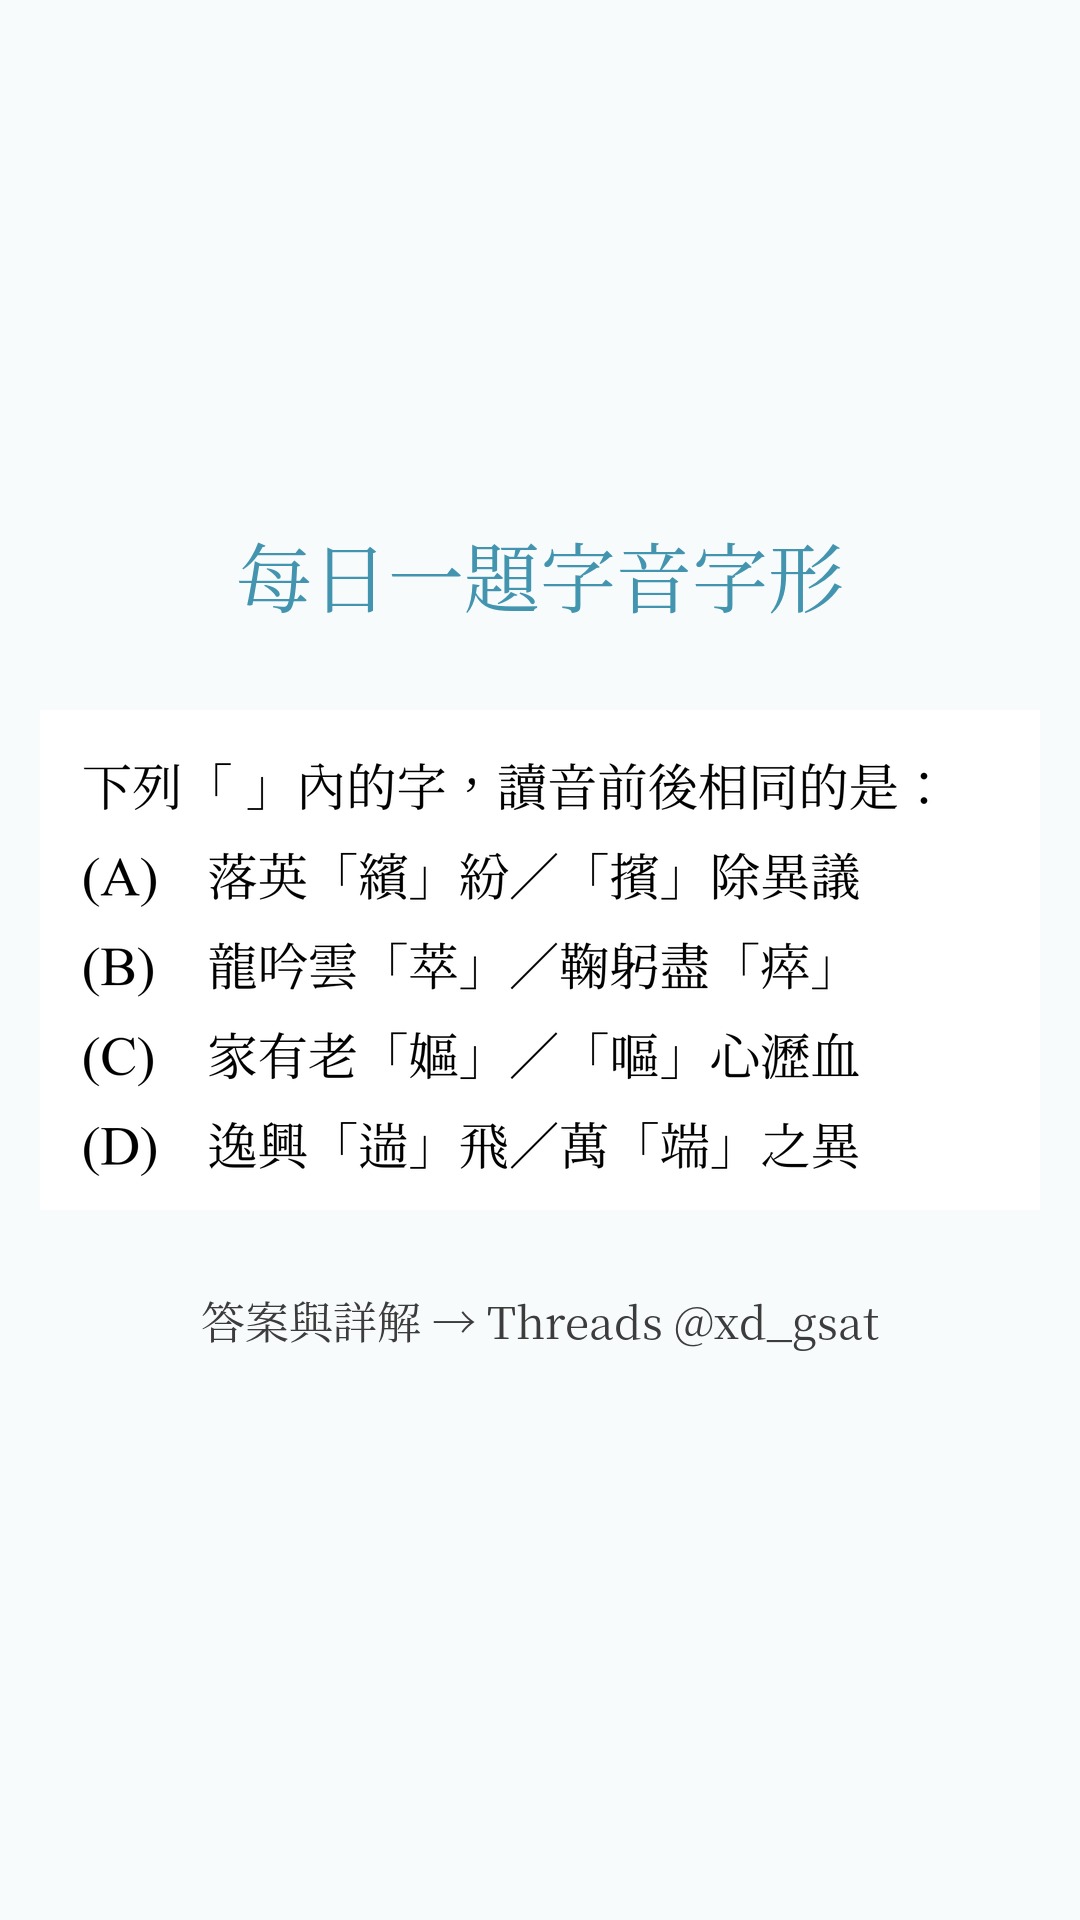 每日一題字音字形
下列「 」內的字，讀音前後相同的是：
(A) 落英「繽」紛／「擯」除異議
(B) 龍吟雲「萃」／鞠躬盡「瘁」
(C) 家有老「嫗」／「嘔」心瀝血
(D) 逸興「遄」飛／萬「端」之異
答案與詳解 → Threads @xd_gsat